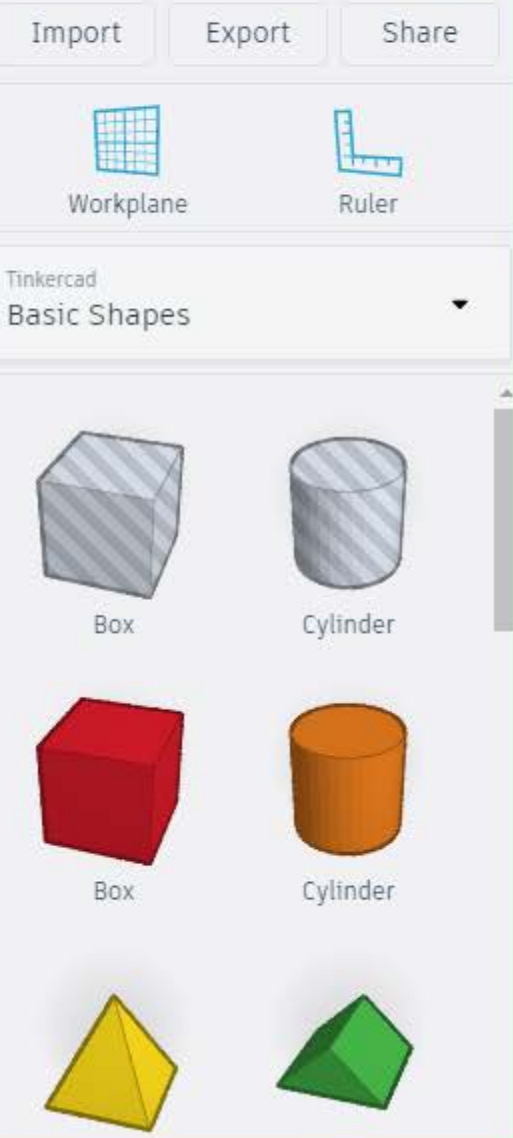 Import Export Share
Workplane Ruler
Tinkercad
Basic Shapes
Box Cylinder
Box Cylinder